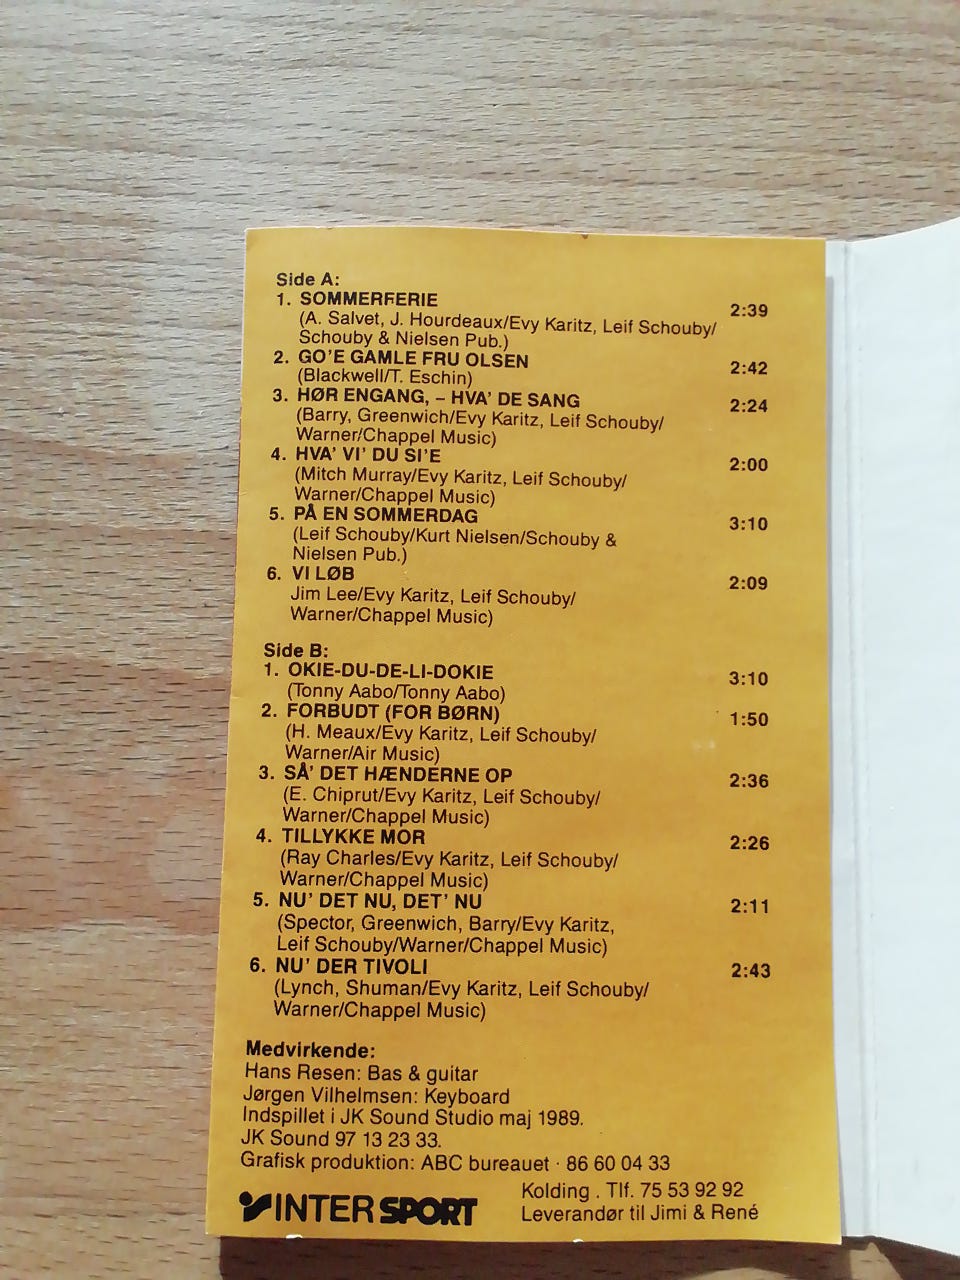 Side A:
1. SOMMERFERIE 2:39
(A. Salvet, J. Hourdeaux/Evy Karitz, Leif Schouby/
Schouby & Nielsen Pub.)
2. GO'E GAMLE FRU OLSEN 2:42
(Blackwell/T. Eschin)
3. HØR ENGANG, – HVA' DE SANG 2:24
(Barry, Greenwich/Evy Karitz, Leif Schouby/
Warner/Chappel Music)
4. HVA' VI' DU SI'E 2:00
(Mitch Murray/Evy Karitz, Leif Schouby/
Warner/Chappel Music)
5. PÅ EN SOMMERDAG 3:10
(Leif Schouby/Kurt Nielsen/Schouby &
Nielsen Pub.)
6. VI LØB 2:09
Jim Lee/Evy Karitz, Leif Schouby/
Warner/Chappel Music)
Side B:
1. OKIE-DU-DE-LI-DOKIE 3:10
(Tonny Aabo/Tonny Aabo)
2. FORBUDT (FOR BØRN) 1:50
(H. Meaux/Evy Karitz, Leif Schouby/
Warner/Air Music)
3. SÅ' DET HÆNDERNE OP 2:36
(E. Chiprut/Evy Karitz, Leif Schouby/
Warner/Chappel Music)
4. TILLYKKE MOR 2:26
(Ray Charles/Evy Karitz, Leif Schouby/
Warner/Chappel Music)
5. NU' DET NU, DET' NU 2:11
(Spector, Greenwich, Barry/Evy Karitz,
Leif Schouby/Warner/Chappel Music)
6. NU' DER TIVOLI 2:43
(Lynch, Shuman/Evy Karitz, Leif Schouby/
Warner/Chappel Music)
Medvirkende:
Hans Resen: Bas & guitar
Jørgen Vilhelmsen: Keyboard
Indspillet i JK Sound Studio maj 1989.
JK Sound 97 13 23 33.
Grafisk produktion: ABC bureauet · 86 60 04 33
INTERSPORT
Kolding . Tlf. 75 53 92 92
Leverandør til Jimi & René